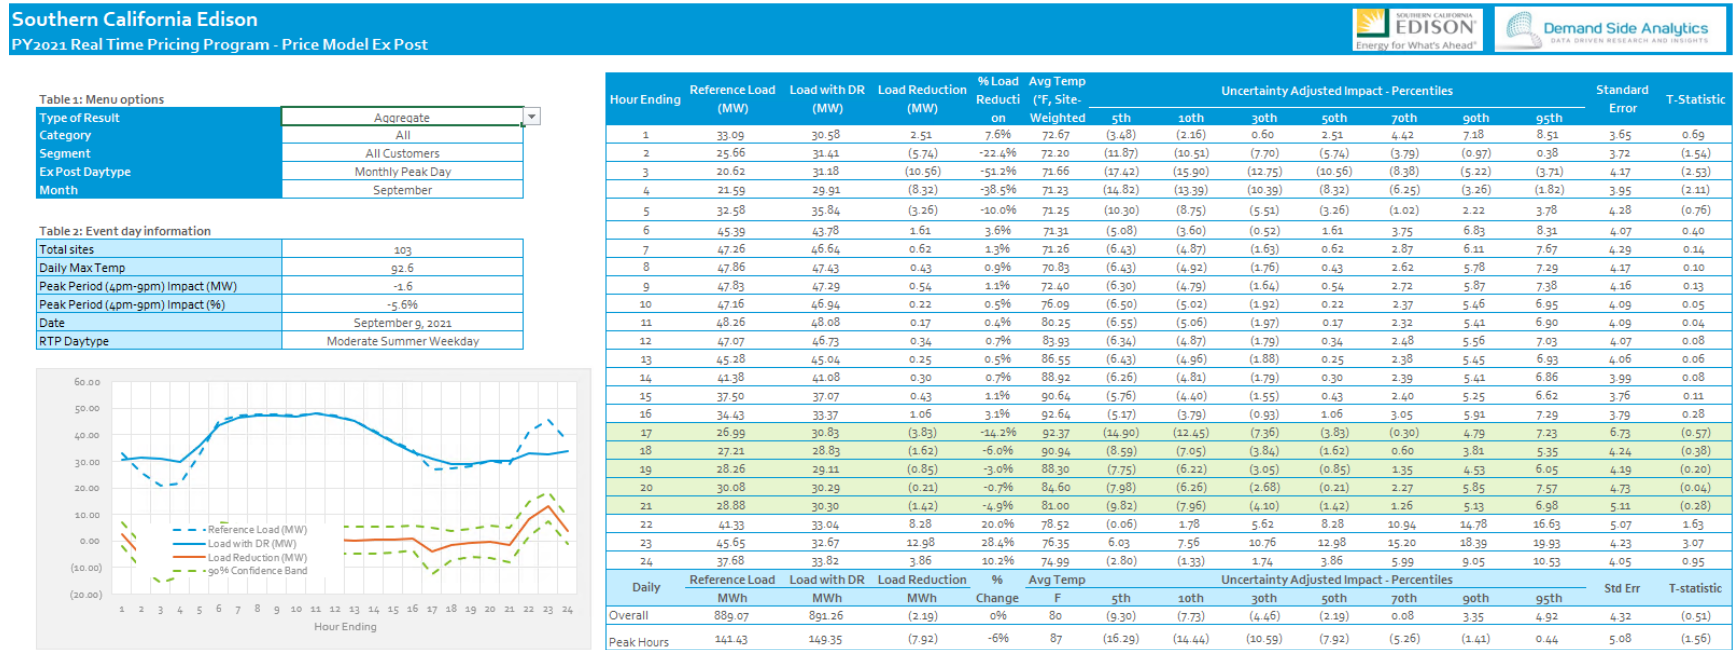 Southern California Edison
PY2021 Real Time Pricing Program - Price Model Ex Post
SOUTHERN CALIFORNIA
EDISON
Energy for What's Ahead
Demand Side Analytics
DATA DRIVEN RESEARCH AND INSIGHTS
Table 1: Menu options
Type of Result Aggregate
Category All
Segment All Customers
Ex Post Daytype Monthly Peak Day
Month September
Table 2: Event day information
Total sites 103
Daily Max Temp 92.6
Peak Period (4pm-9pm) Impact (MW) -1.6
Peak Period (4pm-9pm) Impact (%) -5.6%
Date September 9, 2021
RTP Daytype Moderate Summer Weekday
60.00
50.00
40.00
30.00
20.00
10.00
0.00
(10.00)
(20.00)
Reference Load (MW)
Load with DR (MW)
Load Reduction (MW)
90% Confidence Band
1 2 3 4 5 6 7 8 9 10 11 12 13 14 15 16 17 18 19 20 21 22 23 24
Hour Ending
Hour Ending Reference Load (MW) Load with DR (MW) Load Reduction (MW) % Load Reducti on Avg Temp (°F, Site- Weighted Uncertainty Adjusted Impact - Percentiles Standard Error T-Statistic
5th 10th 30th 50th 70th 90th 95th
1 33.09 30.58 2.51 7.6% 72.67 (3.48) (2.16) 0.60 2.51 4.42 7.18 8.51 3.65 0.69
2 25.66 31.41 (5.74) -22.4% 72.20 (11.87) (10.51) (7.70) (5.74) (3.79) (0.97) 0.38 3.72 (1.54)
3 20.62 31.18 (10.56) -51.2% 71.66 (17.42) (15.90) (12.75) (10.56) (8.38) (5.22) (3.71) 4.17 (2.53)
4 21.59 29.91 (8.32) -38.5% 71.23 (14.82) (13.39) (10.39) (8.32) (6.25) (3.26) (1.82) 3.95 (2.11)
5 32.58 35.84 (3.26) -10.0% 71.25 (10.30) (8.75) (5.51) (3.26) (1.02) 2.22 3.78 4.28 (0.76)
6 45.39 43.78 1.61 3.6% 71.31 (5.08) (3.60) (0.52) 1.61 3.75 6.83 8.31 4.07 0.40
7 47.26 46.64 0.62 1.3% 71.26 (6.43) (4.87) (1.63) 0.62 2.87 6.11 7.67 4.29 0.14
8 47.86 47.43 0.43 0.9% 70.83 (6.43) (4.92) (1.76) 0.43 2.62 5.78 7.29 4.17 0.10
9 47.83 47.29 0.54 1.1% 72.40 (6.30) (4.79) (1.64) 0.54 2.72 5.87 7.38 4.16 0.13
10 47.16 46.94 0.22 0.5% 76.09 (6.50) (5.02) (1.92) 0.22 2.37 5.46 6.95 4.09 0.05
11 48.26 48.08 0.17 0.4% 80.25 (6.55) (5.06) (1.97) 0.17 2.32 5.41 6.90 4.09 0.04
12 47.07 46.73 0.34 0.7% 83.93 (6.34) (4.87) (1.79) 0.34 2.48 5.56 7.03 4.07 0.08
13 45.28 45.04 0.25 0.5% 86.55 (6.43) (4.96) (1.88) 0.25 2.38 5.45 6.93 4.06 0.06
14 41.38 41.08 0.30 0.7% 88.92 (6.26) (4.81) (1.79) 0.30 2.39 5.41 6.86 3.99 0.08
15 37.50 37.07 0.43 1.1% 90.64 (5.76) (4.40) (1.55) 0.43 2.40 5.25 6.62 3.76 0.11
16 34.43 33.37 1.06 3.1% 92.64 (5.17) (3.79) (0.93) 1.06 3.05 5.91 7.29 3.79 0.28
17 26.99 30.83 (3.83) -14.2% 92.37 (14.90) (12.45) (7.36) (3.83) (0.30) 4.79 7.23 6.73 (0.57)
18 27.21 28.83 (1.62) -6.0% 90.94 (8.59) (7.05) (3.84) (1.62) 0.60 3.81 5.35 4.24 (0.38)
19 28.26 29.11 (0.85) -3.0% 88.30 (7.75) (6.22) (3.05) (0.85) 1.35 4.53 6.05 4.19 (0.20)
20 30.08 30.29 (0.21) -0.7% 84.60 (7.98) (6.26) (2.68) (0.21) 2.27 5.85 7.57 4.73 (0.04)
21 28.88 30.30 (1.42) -4.9% 81.00 (9.82) (7.96) (4.10) (1.42) 1.26 5.13 6.98 5.11 (0.28)
22 41.33 33.04 8.28 20.0% 78.52 (0.06) 1.78 5.62 8.28 10.94 14.78 16.63 5.07 1.63
23 45.65 32.67 12.98 28.4% 76.35 6.03 7.56 10.76 12.98 15.20 18.39 19.93 4.23 3.07
24 37.68 33.82 3.86 10.2% 74.99 (2.80) (1.33) 1.74 3.86 5.99 9.05 10.53 4.05 0.95
Daily Reference Load Load with DR Load Reduction % Avg Temp Uncertainty Adjusted Impact - Percentiles Std Err T-statistic
MWh MWh MWh Change F 5th 10th 30th 50th 70th 90th 95th
Overall 889.07 891.26 (2.19) 0% 80 (9.30) (7.73) (4.46) (2.19) 0.08 3.35 4.92 4.32 (0.51)
Peak Hours 141.43 149.35 (7.92) -6% 87 (16.29) (14.44) (10.59) (7.92) (5.26) (1.41) 0.44 5.08 (1.56)